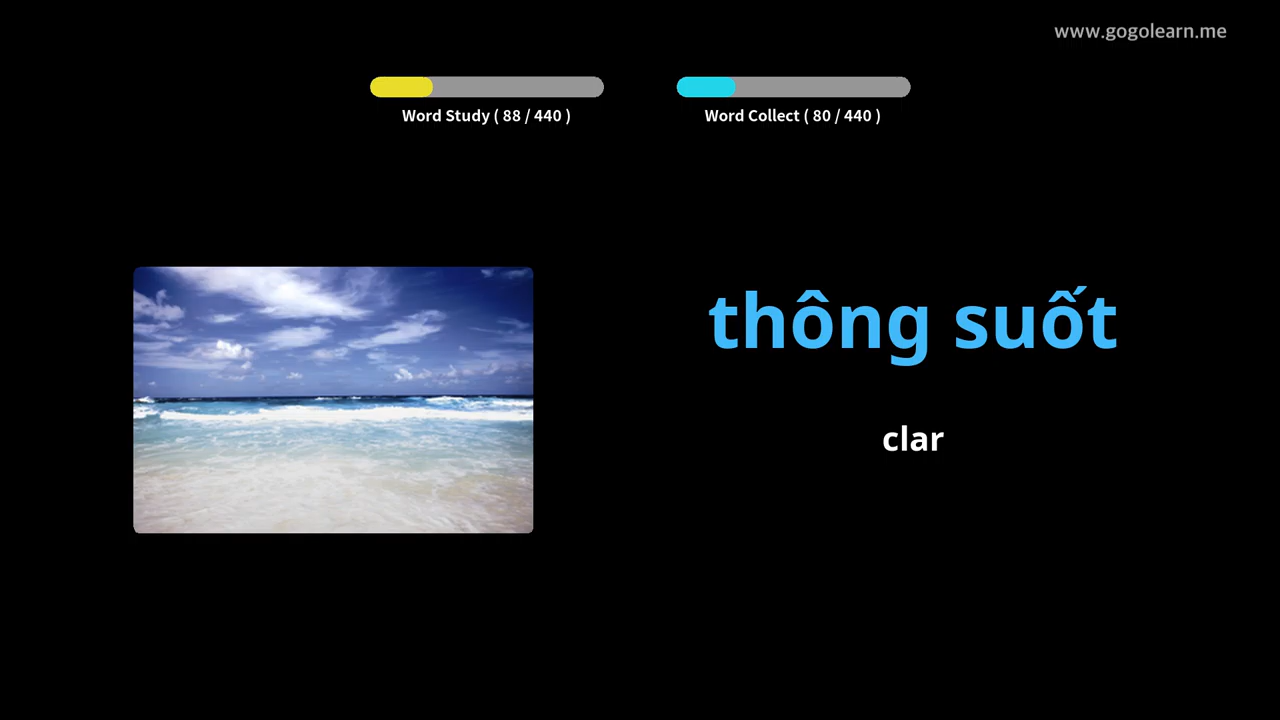 www.gogolearn.me
Word Study ( 88 / 440 )
Word Collect ( 80 / 440 )
thông suốt
clar